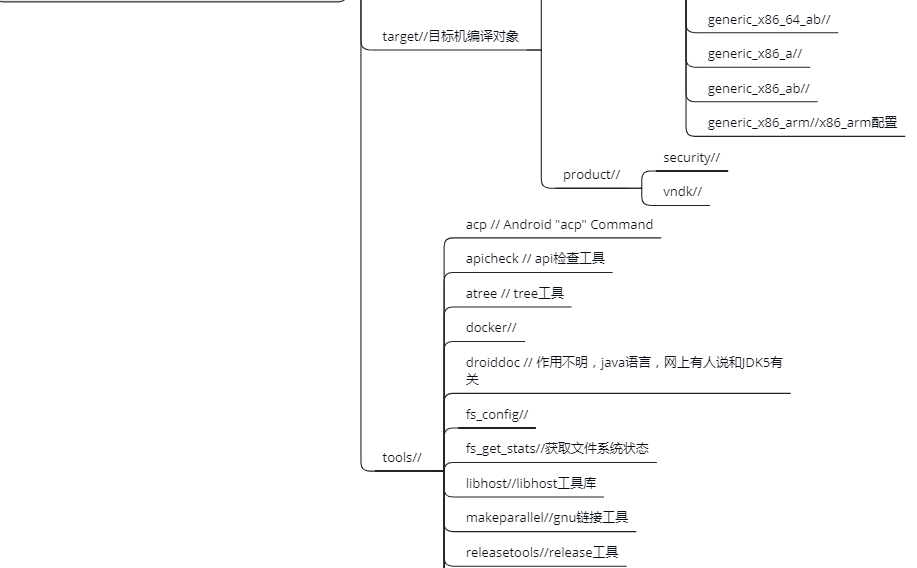 generic_x86_64_ab//
target//目标机编译对象
generic_x86_a//
generic_x86_ab//
generic_x86_arm//x86_arm配置
security//
product//
vndk//
acp // Android "acp" Command
apicheck // api检查工具
atree // tree工具
docker//
droiddoc // 作用不明，java语言，网上有人说和JDK5有
关
fs_config//
fs_get_stats//获取文件系统状态
tools//
libhost//libhost工具库
makeparallel//gnu链接工具
releasetools//release工具